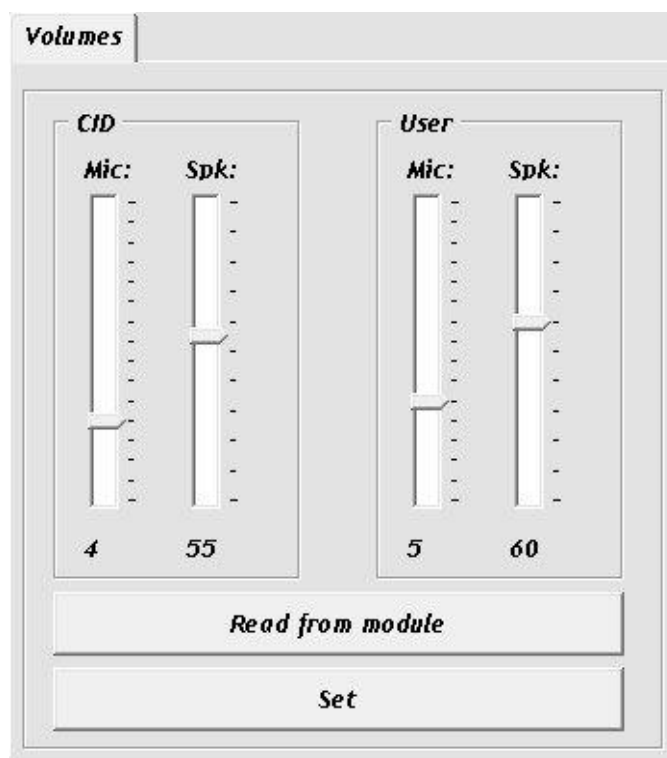 Volumes
CID
User
Mic:
Spk:
Mic:
Spk:
4
55
5
60
Read from module
Set